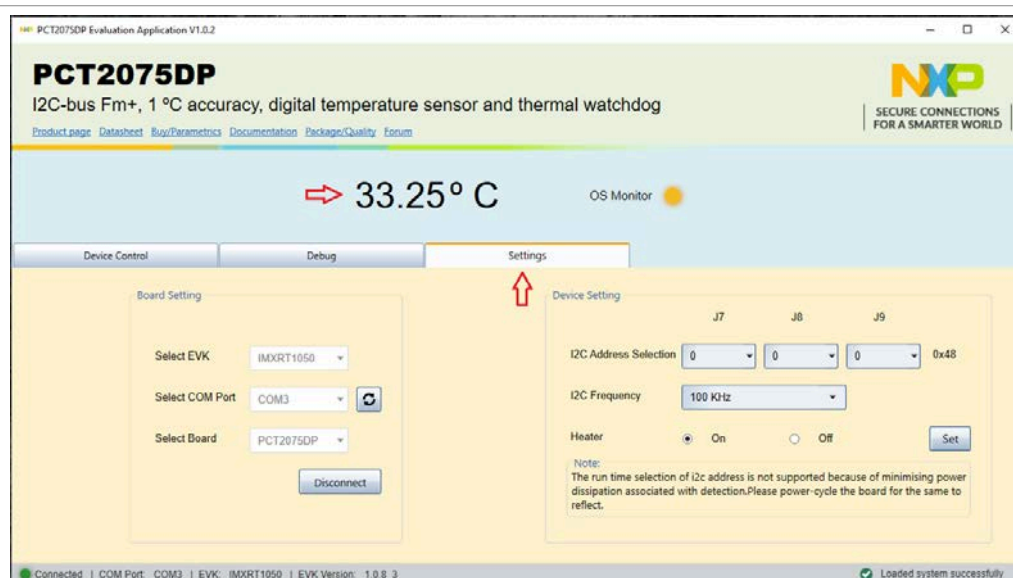 PCT2075DP Evaluation Application V1.0.2
PCT2075DP
I2C-bus Fm+, 1 ºC accuracy, digital temperature sensor and thermal watchdog
Product page Datasheet Buy/Parametrics Documentation Package/Quality Forum
NXP
SECURE CONNECTIONS
FOR A SMARTER WORLD
33.25º C
OS Monitor
Device Control Debug Settings
Board Setting
Select EVK IMXRT1050
Select COM Port COM3
Select Board PCT2075DP
Disconnect
Device Setting
J7 J8 J9
I2C Address Selection 0 0 0 0x48
I2C Frequency 100 KHz
Heater On Off Set
Note:
The run time selection of i2c address is not supported because of minimising power
dissipation associated with detection.Please power-cycle the board for the same to
reflect.
Connected | COM Port: COM3 | EVK: IMXRT1050 | EVK Version: 1.0.8_3
Loaded system successfully